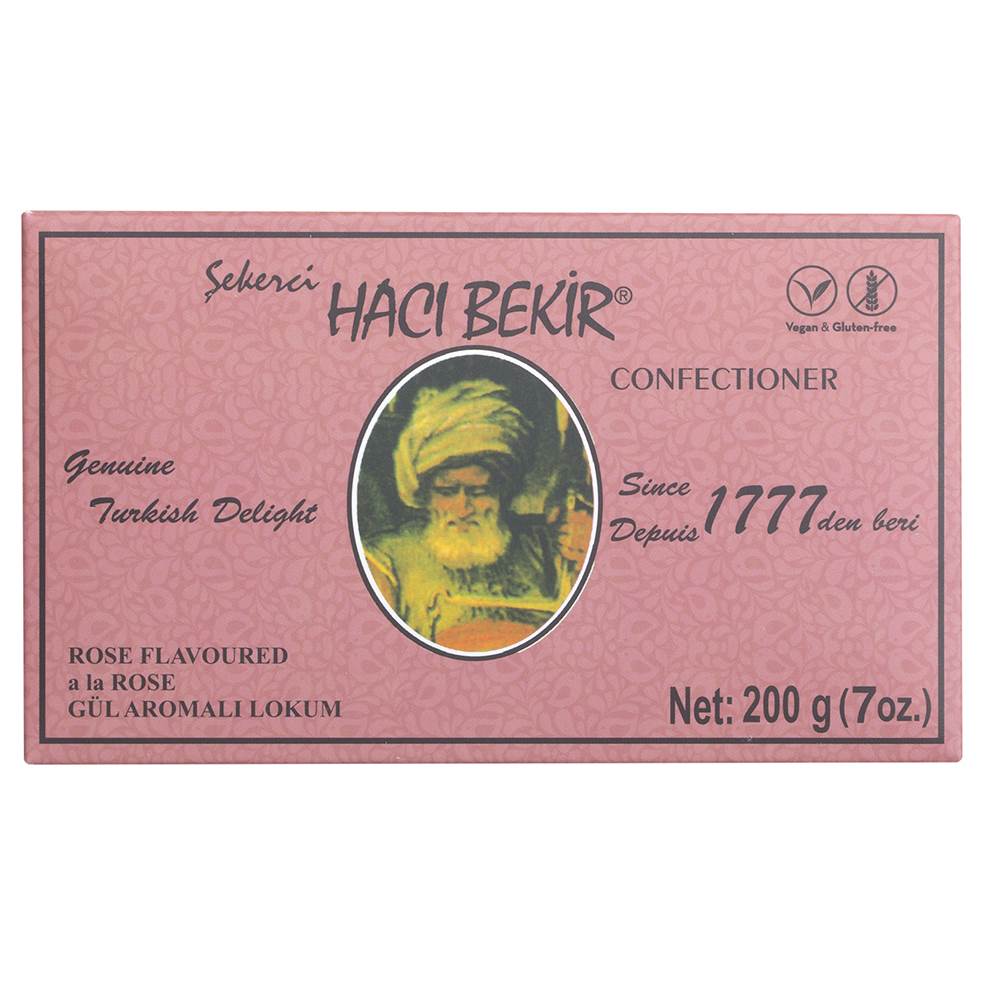 Şekerci
HACI BEKİR®
Vegan & Gluten-free
CONFECTIONER
Genuine
Turkish Delight
Since
Depuis 1777 den beri
ROSE FLAVOURED
a la ROSE
GÜL AROMALI LOKUM
Net: 200 g (7oz.)